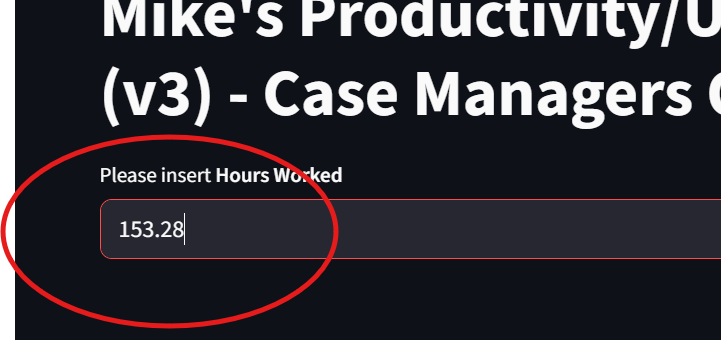 Mike's Productivity/U
(v3) - Case Managers
Please insert Hours Worked
153.28